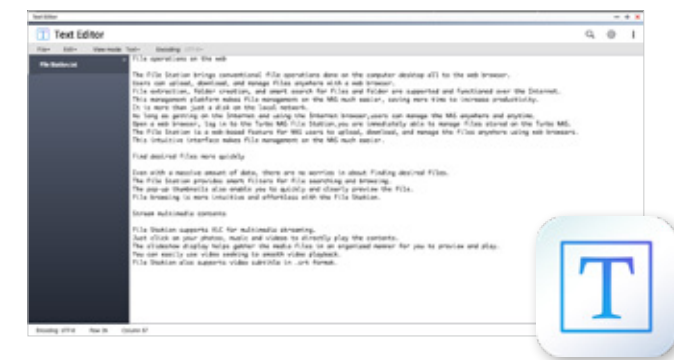 Text Editor
Text Editor
File Edit View mode Text Encoding UTF-8
File Station.txt
File operations on the web
The File Station brings conventional file operations done on the computer desktop all to the web browser.
Users can upload, download, and manage files anywhere with a web browser.
File extraction, folder creation, and smart search for files and folder are supported and functioned over the Internet.
This management platform makes file management on the NAS much easier, saving more time to increase productivity.
It is more than just a disk on the local network.
As long as getting on the Internet and using the Internet browser,users can manage the NAS anywhere and anytime.
Open a web browser, log in to the Turbo NAS File Station,you are immediately able to manage files stored on the Turbo NAS.
The File Station is a web-based feature for NAS users to upload, download, and manage the files anywhere using web browsers.
This intuitive interface makes file management on the NAS much easier.
Find desired files more quickly
Even with a massive amount of data, there are no worries in about finding desired files.
The File Station provides smart filters for file searching and browsing.
The pop-up thumbnails also enable you to quickly and clearly preview the file.
File browsing is more intuitive and effortless with the File Station.
Stream multimedia contents
File Station supports VLC for multimedia streaming.
Just click on your photos, music and videos to directly play the contents.
The slideshow display helps gather the media files in an organized manner for you to preview and play.
You can easily use video seeking to smooth video playback.
File Station also supports video subtitle in .srt format.
T
Encoding: UTF-8 Row 26 Column 57